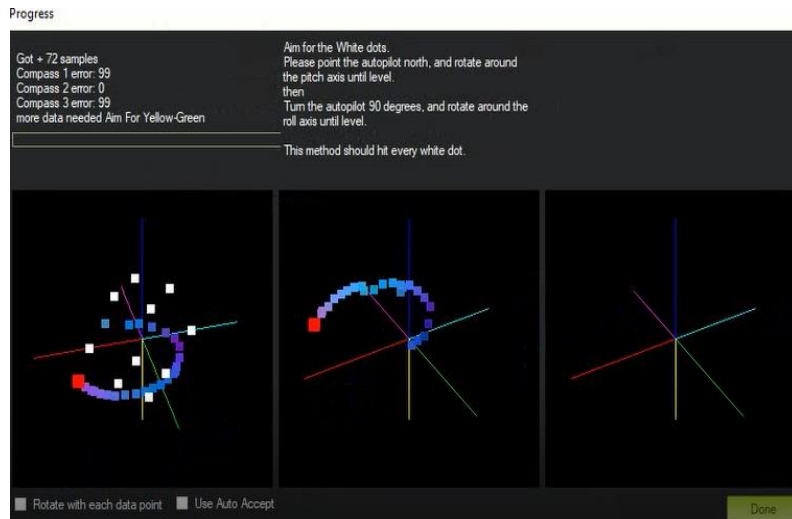 Progress
Got + 72 samples
Compass 1 error: 99
Compass 2 error: 0
Compass 3 error: 99
more data needed Aim For Yellow-Green
Aim for the White dots.
Please point the autopilot north, and rotate around
the pitch axis until level.
then
Turn the autopilot 90 degrees, and rotate around the
roll axis until level.
This method should hit every white dot.
Rotate with each data point
Use Auto Accept
Done